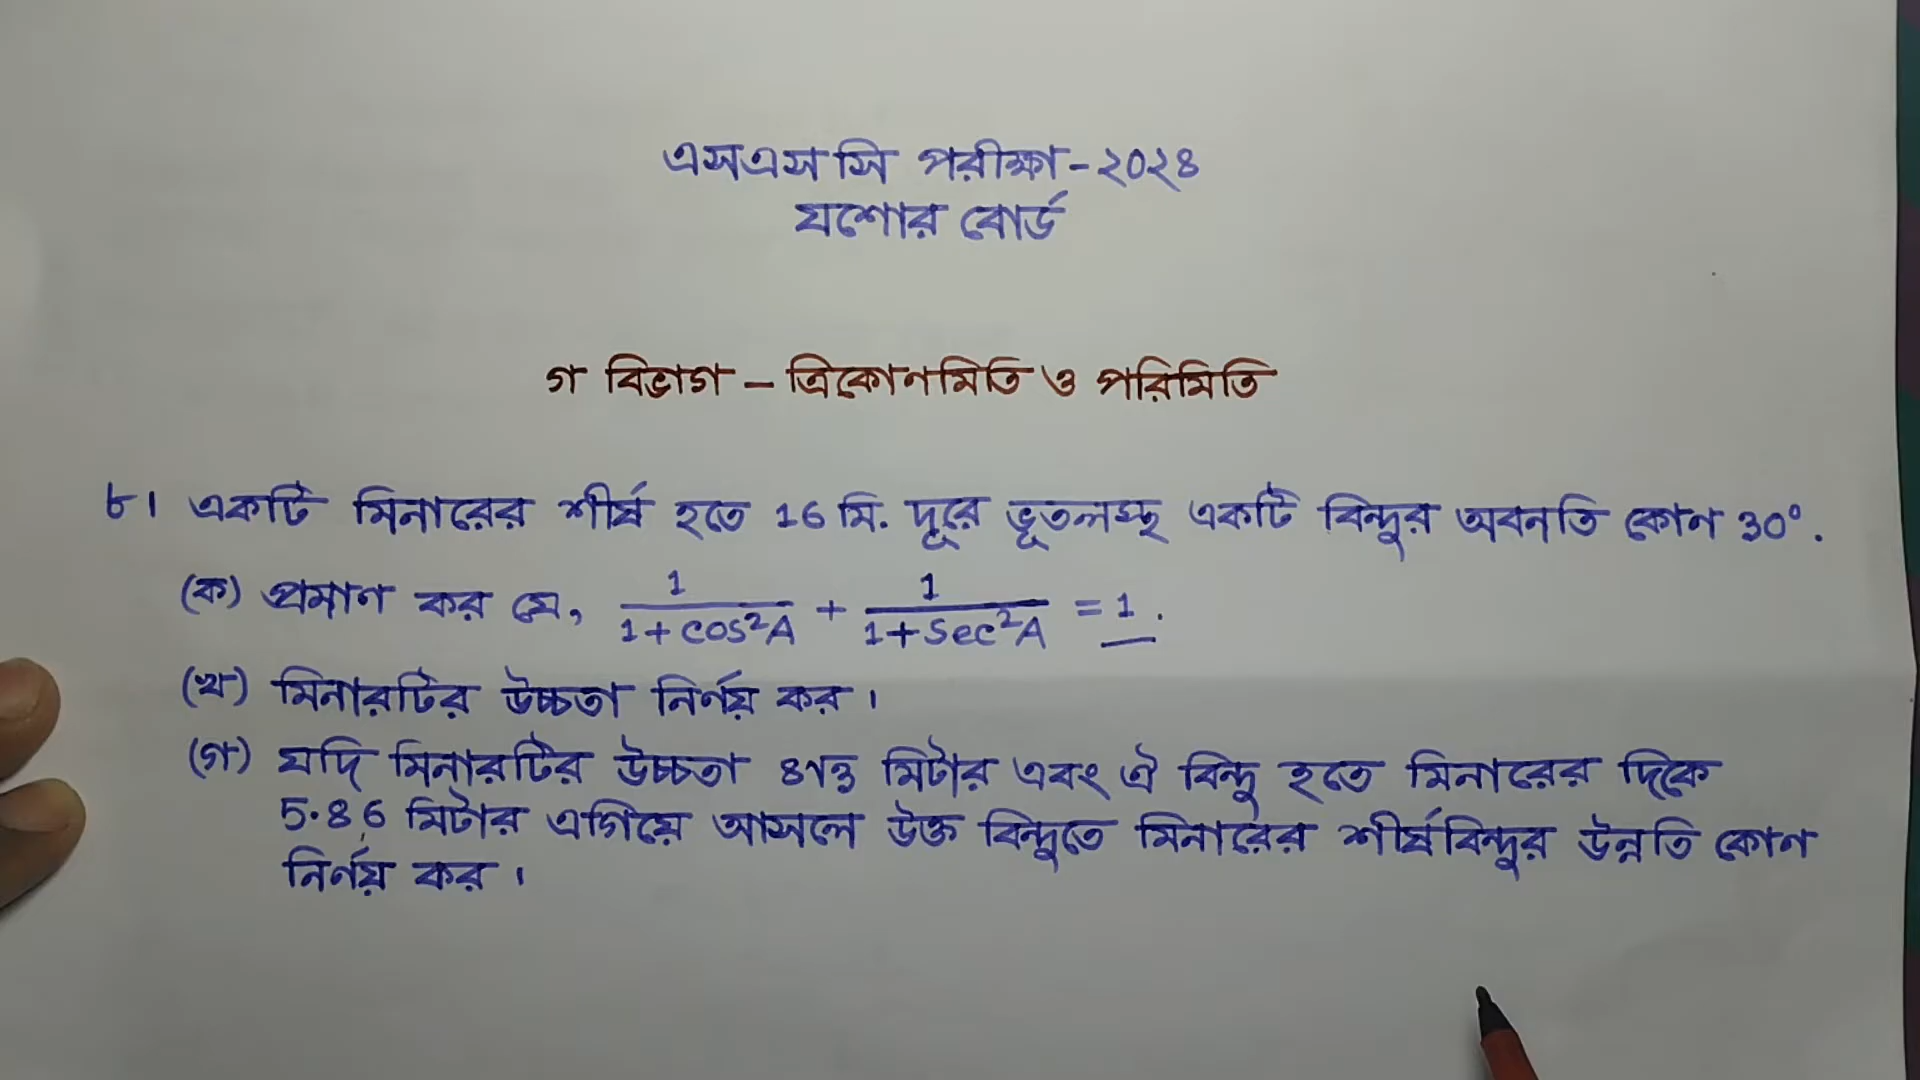 এসএসসি পরীক্ষা-২০২৪
যশোর বোর্ড
গ বিভাগ – ত্রিকোনমিতি ও পরিমিতি
৮। একটি মিনারের শীর্ষ হতে 16 মি. দূরে ভূতলস্থ একটি বিন্দুর অবনতি কোণ 30°.
(ক) প্রমাণ কর যে, 1/(1+cos²A) + 1/(1+Sec²A) = 1.
(খ) মিনারটির উচ্চতা নির্ণয় কর।
(গ) যদি মিনারটির উচ্চতা 8√3 মিটার এবং ঐ বিন্দু হতে মিনারের দিকে
5.86 মিটার এগিয়ে আসলে উক্ত বিন্দুতে মিনারের শীর্ষবিন্দুর উন্নতি কোণ
নির্ণয় কর।